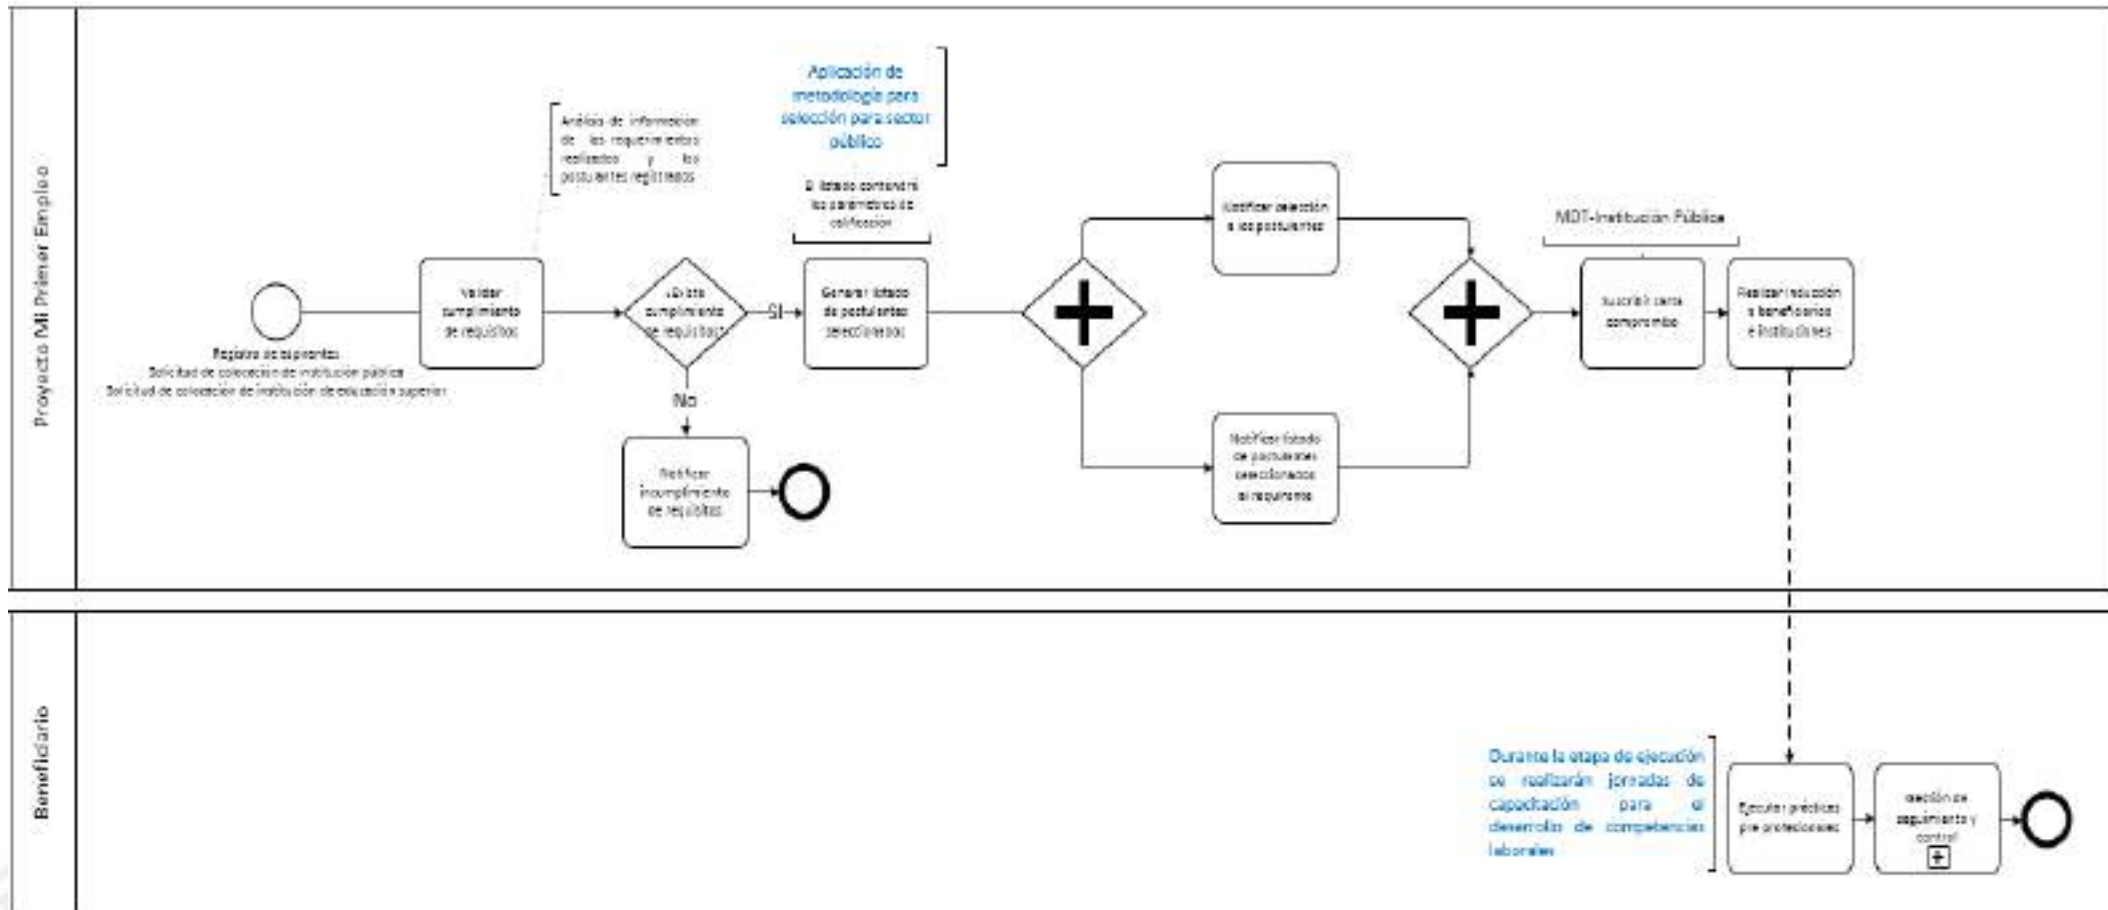 Proyecto Mi Primer Empleo
Aplicación de
metodología para
selección para sector
público
Análisis de información
de los requerimientos
realizados y los
postulantes registrados
El listado contendrá
los parámetros de
calificación
Registro de aspirantes
Solicitud de colocación de institución pública
Solicitud de colocación de institución de educación superior
Validar
cumplimiento
de requisitos
¿Existe
cumplimiento
de requisitos?
SI
No
Generar listado
de postulantes
seleccionados
Notificar
incumplimiento
de requisitos
Notificar selección
a los postulantes
Notificar listado
de postulantes
seleccionados
al requirente
MDT-Institución Pública
Suscribir carta
compromiso
Realizar inducción
a beneficiarios
e instituciones
Beneficiario
Durante la etapa de ejecución
se realizarán jornadas de
capacitación para el
desarrollo de competencias
laborales
Ejecutar prácticas
pre profesionales
Gestión de
seguimiento y
control